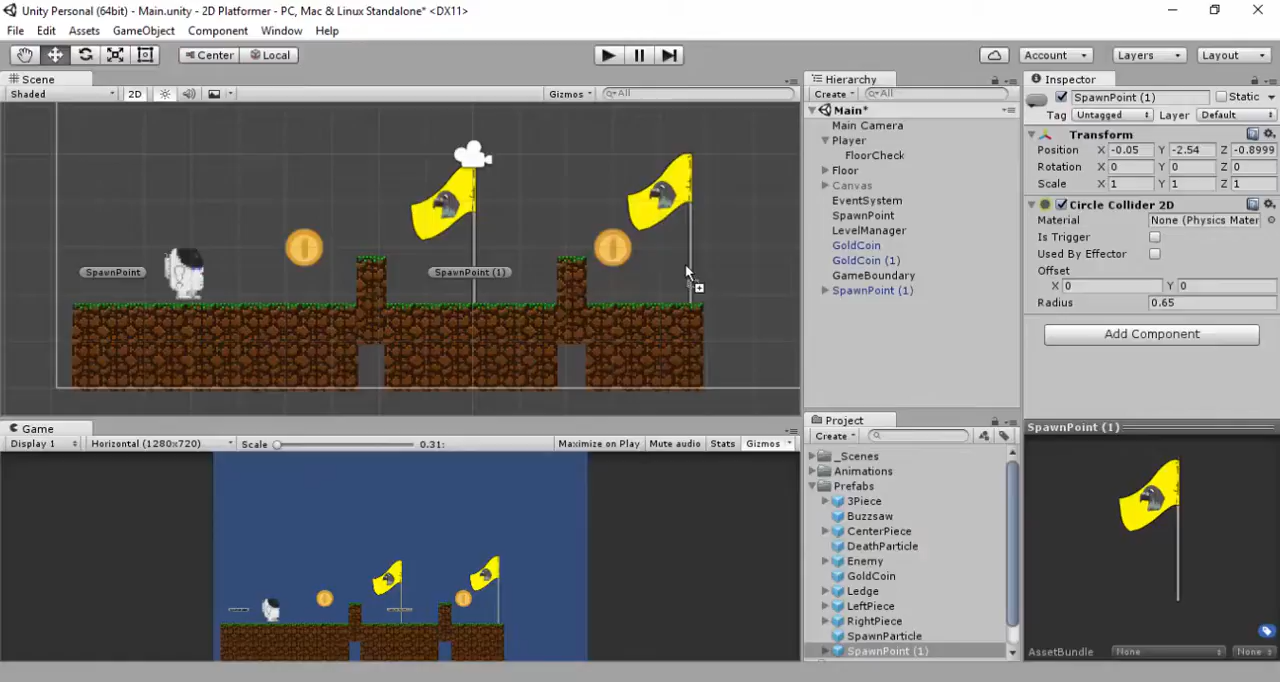 Unity Personal (64bit) - Main.unity - 2D Platformer - PC, Mac & Linux Standalone* <DX11>
File Edit Assets GameObject Component Window Help
Center Local Account Layers Layout
Scene
Shaded 2D Gizmos All
SpawnPoint SpawnPoint (1)
Game
Display 1 Horizontal (1280x720) Scale 0.31: Maximize on Play Mute audio Stats Gizmos
Hierarchy
Create All
Main*
Main Camera
Player
FloorCheck
Floor
Canvas
EventSystem
SpawnPoint
LevelManager
GoldCoin
GoldCoin (1)
GameBoundary
SpawnPoint (1)
Project
Create
_Scenes
Animations
Prefabs
3Piece
Buzzsaw
CenterPiece
DeathParticle
Enemy
GoldCoin
Ledge
LeftPiece
RightPiece
SpawnParticle
SpawnPoint (1)
Inspector
SpawnPoint (1) Static
Tag Untagged Layer Default
Transform
Position X -0.05 Y -2.54 Z -0.8999
Rotation X 0 Y 0 Z 0
Scale X 1 Y 1 Z 1
Circle Collider 2D
Material None (Physics Mater
Is Trigger
Used By Effector
Offset
X 0 Y 0
Radius 0.65
Add Component
SpawnPoint (1)
AssetBundle None None